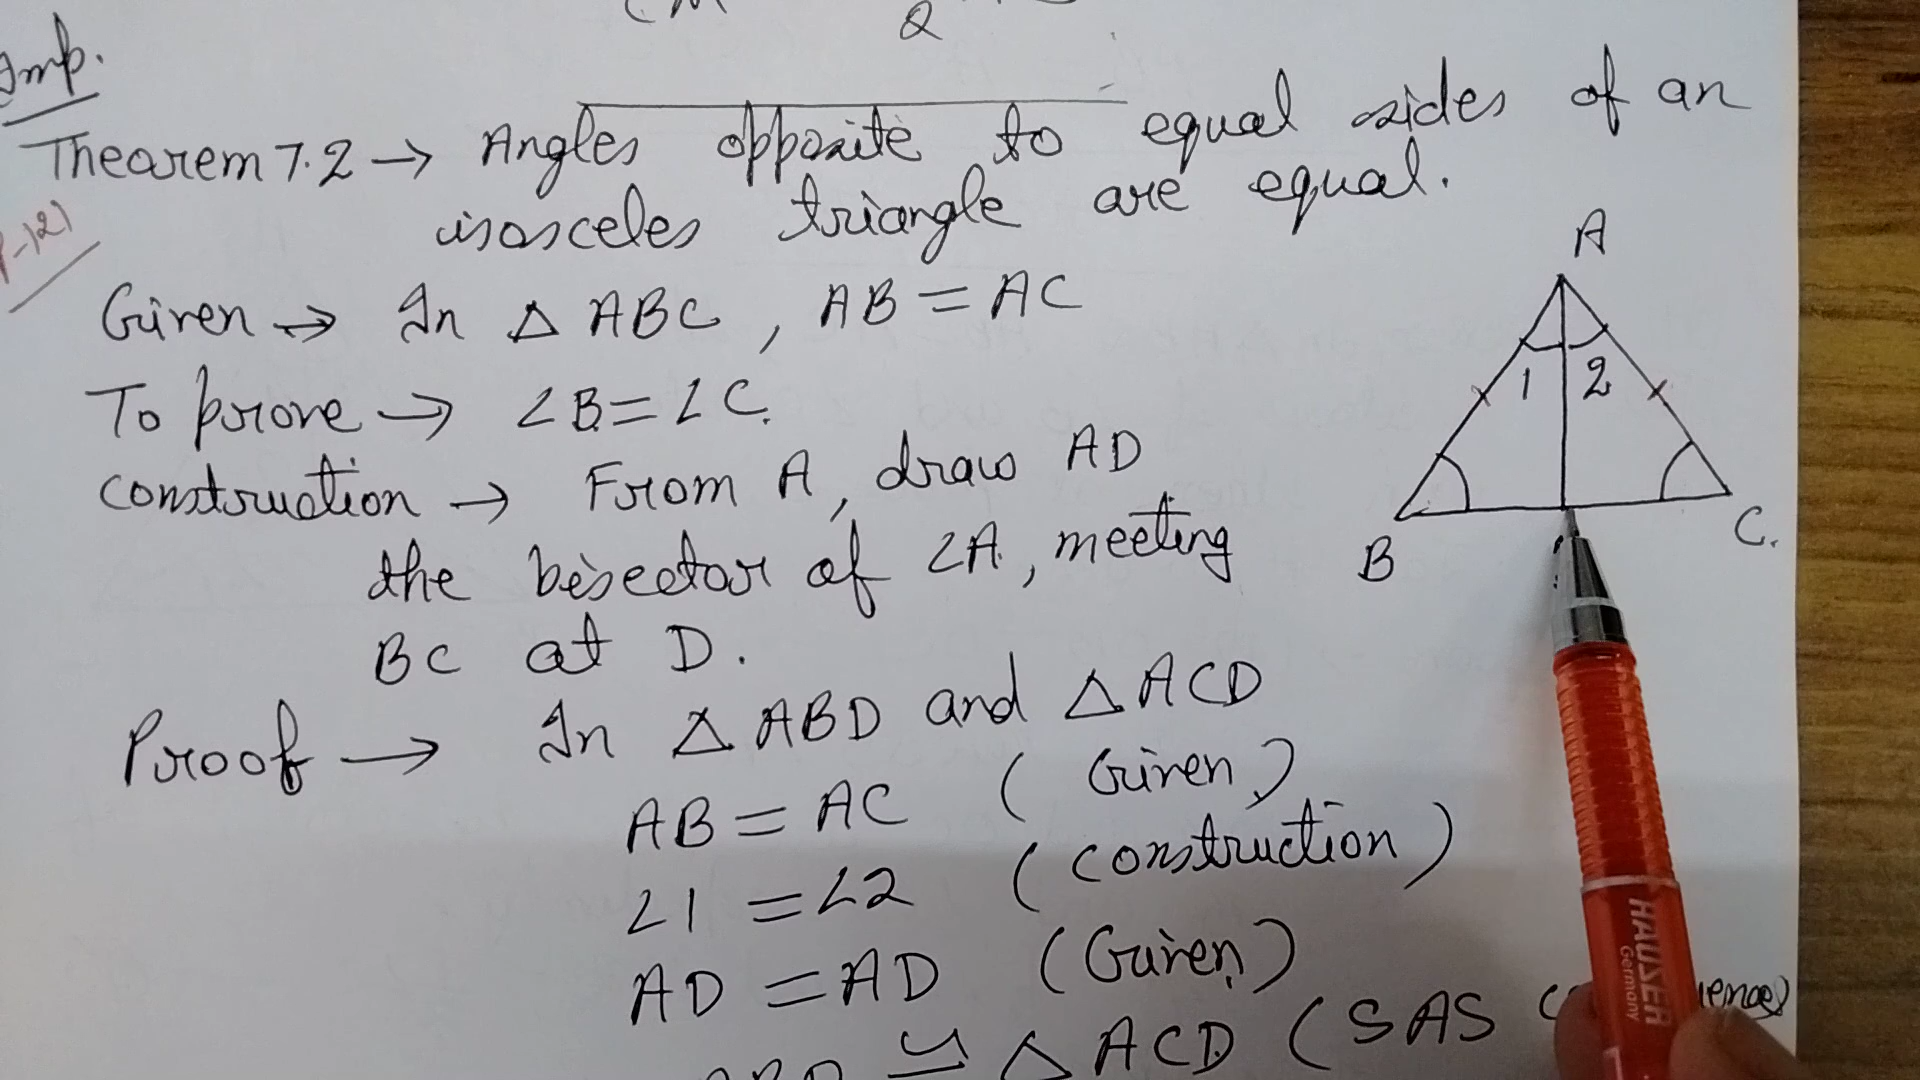 2
Imp.
Thearem 7.2 → Angles opposite to equal sides of an
isosceles triangle are equal.
P-121
Given → In △ ABC , AB = AC
To prove → ∠B = ∠C.
construction → From A, draw AD
the bisector of ∠A, meeting
BC at D.
A
1 2
B C.
Proof → In △ ABD and △ ACD
AB = AC (Given)
∠1 = ∠2 (construction)
AD = AD (Given)
≅ △ ACD (SAS
HAUSER
Germany